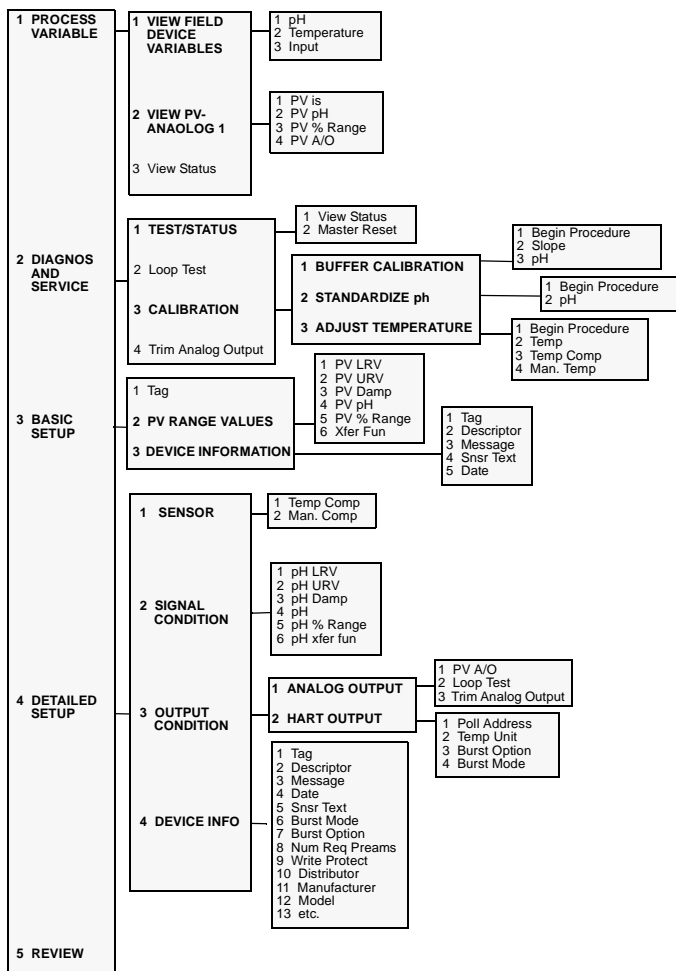 1 PROCESS
VARIABLE
1 VIEW FIELD
DEVICE
VARIABLES
1 pH
2 Temperature
3 Input
2 VIEW PV-
ANAOLOG 1
1 PV is
2 PV pH
3 PV % Range
4 PV A/O
3 View Status
2 DIAGNOS
AND
SERVICE
1 TEST/STATUS
1 View Status
2 Master Reset
2 Loop Test
3 CALIBRATION
1 BUFFER CALIBRATION
1 Begin Procedure
2 Slope
3 pH
2 STANDARDIZE ph
1 Begin Procedure
2 pH
3 ADJUST TEMPERATURE
1 Begin Procedure
2 Temp
3 Temp Comp
4 Man. Temp
4 Trim Analog Output
3 BASIC
SETUP
1 Tag
2 PV RANGE VALUES
1 PV LRV
2 PV URV
3 PV Damp
4 PV pH
5 PV % Range
6 Xfer Fun
3 DEVICE INFORMATION
1 Tag
2 Descriptor
3 Message
4 Snsr Text
5 Date
4 DETAILED
SETUP
1 SENSOR
1 Temp Comp
2 Man. Comp
2 SIGNAL
CONDITION
1 pH LRV
2 pH URV
3 pH Damp
4 pH
5 pH % Range
6 pH xfer fun
3 OUTPUT
CONDITION
1 ANALOG OUTPUT
1 PV A/O
2 Loop Test
3 Trim Analog Output
2 HART OUTPUT
1 Poll Address
2 Temp Unit
3 Burst Option
4 Burst Mode
4 DEVICE INFO
1 Tag
2 Descriptor
3 Message
4 Date
5 Snsr Text
6 Burst Mode
7 Burst Option
8 Num Req Preams
9 Write Protect
10 Distributor
11 Manufacturer
12 Model
13 etc.
5 REVIEW